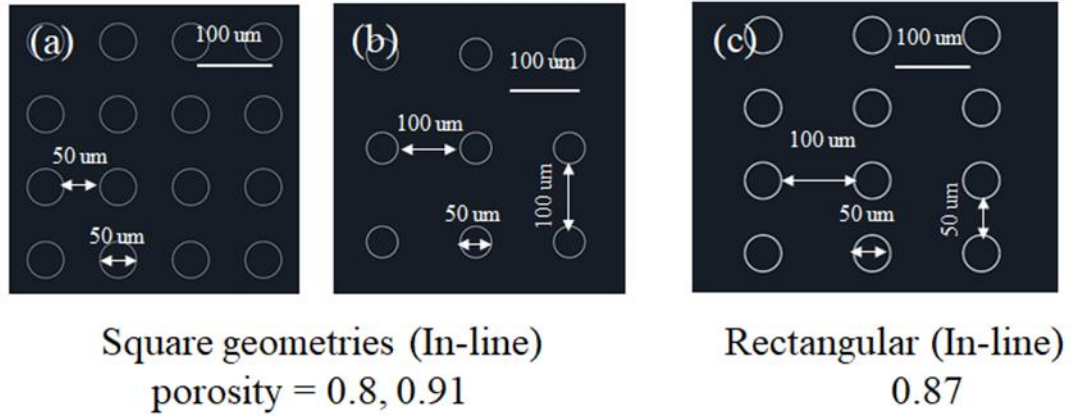 (a)
100 um
50 um
50 um
(b)
100 um
100 um
100 um
50 um
(c)
100 um
100 um
50 um
50 um
Square geometries (In-line)
porosity = 0.8, 0.91
Rectangular (In-line)
0.87